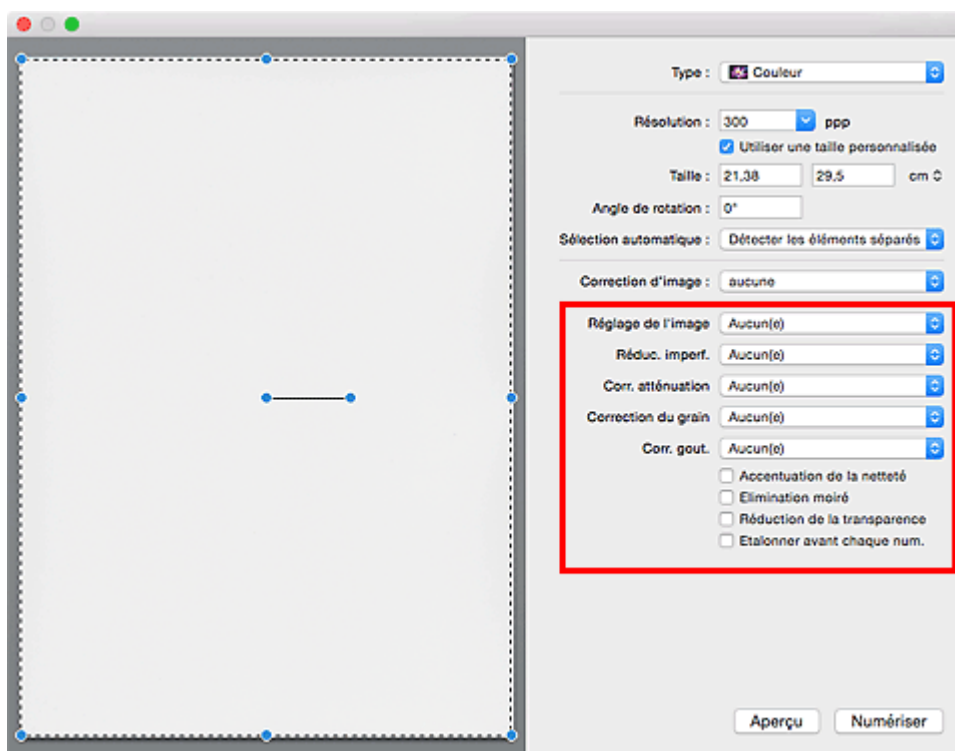 Type : Couleur
Résolution : 300 ppp
Utiliser une taille personnalisée
Taille : 21,38 29,5 cm
Angle de rotation : 0°
Sélection automatique : Détecter les éléments séparés
Correction d'image : aucune
Réglage de l'image Aucun(e)
Réduc. imperf. Aucun(e)
Corr. atténuation Aucun(e)
Correction du grain Aucun(e)
Corr. gout. Aucun(e)
Accentuation de la netteté
Elimination moiré
Réduction de la transparence
Etalonner avant chaque num.
Aperçu Numériser